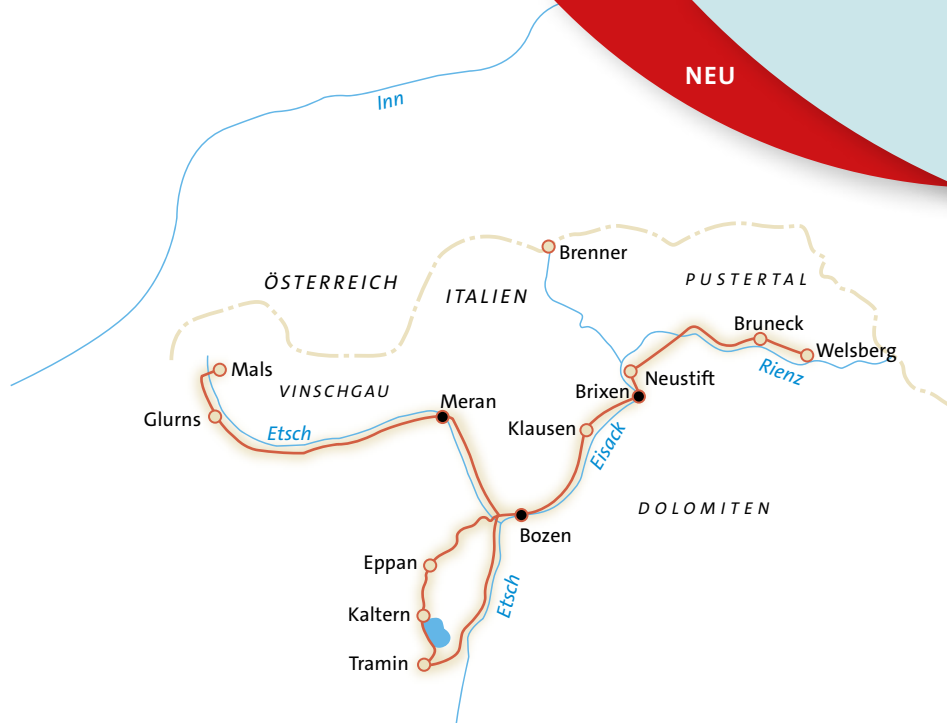 NEU
Inn
Brenner
ÖSTERREICH
ITALIEN
PUSTERTAL
Bruneck
Welsberg
Mals
VINSCHGAU
Rienz
Neustift
Brixen
Meran
Glurns
Klausen
Etsch
Eisack
DOLOMITEN
Bozen
Eppan
Etsch
Kaltern
Tramin